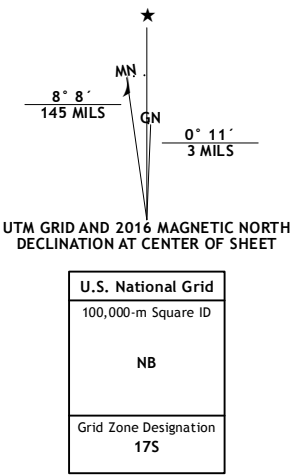 ★
MN
8° 8´
145 MILS
GN
0° 11´
3 MILS
UTM GRID AND 2016 MAGNETIC NORTH
DECLINATION AT CENTER OF SHEET
U.S. National Grid
100,000-m Square ID
NB
Grid Zone Designation
17S